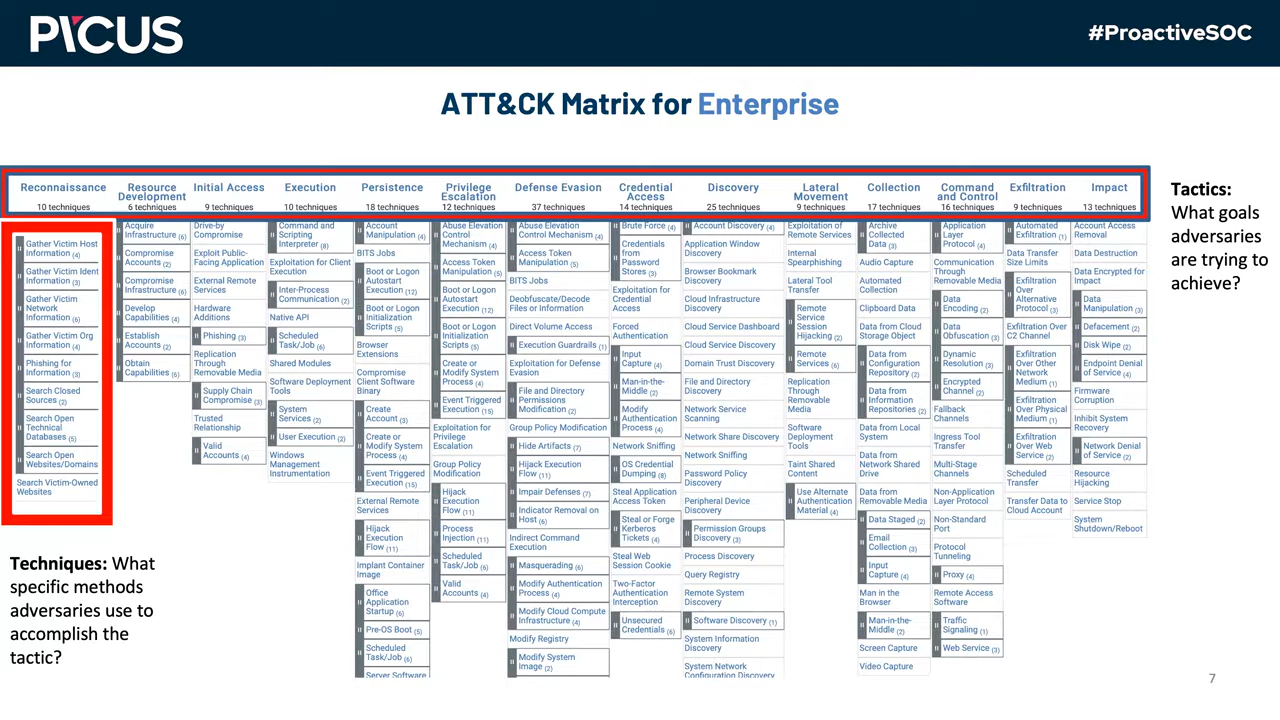 PICUS
#ProactiveSOC
ATT&CK Matrix for Enterprise
Reconnaissance
10 techniques
Gather Victim Host
Information (4)
Gather Victim Ident
Information (3)
Gather Victim
Network
Information (6)
Gather Victim Org
Information (4)
Phishing for
Information (3)
Search Closed
Sources (2)
Search Open
Technical
Databases (5)
Search Open
Websites/Domains
Search Victim-Owned
Websites
Resource
Development
6 techniques
Acquire
Infrastructure (6)
Compromise
Accounts (2)
Compromise
Infrastructure (6)
Develop
Capabilities (4)
Establish
Accounts (2)
Obtain
Capabilities (6)
Initial Access
9 techniques
Drive-by
Compromise
Exploit Public-
Facing Application
External Remote
Services
Hardware
Additions
Phishing (3)
Replication
Through
Removable Media
Supply Chain
Compromise (3)
Trusted
Relationship
Valid
Accounts (4)
Execution
10 techniques
Command and
Scripting
Interpreter (8)
Exploitation for Client
Execution
Inter-Process
Communication (2)
Native API
Scheduled
Task/Job (6)
Shared Modules
Software Deployment
Tools
System
Services (2)
User Execution (2)
Windows
Management
Instrumentation
Persistence
18 techniques
Account
Manipulation (4)
BITS Jobs
Boot or Logon
Autostart
Execution (12)
Boot or Logon
Initialization
Scripts (5)
Browser
Extensions
Compromise
Client Software
Binary
Create
Account (3)
Create or
Modify System
Process (4)
Event Triggered
Execution (15)
External Remote
Services
Hijack
Execution
Flow (11)
Implant Container
Image
Office
Application
Startup (6)
Pre-OS Boot (5)
Scheduled
Task/Job (6)
Server Software
Privilege
Escalation
12 techniques
Abuse Elevation
Control
Mechanism (4)
Access Token
Manipulation (5)
Boot or Logon
Autostart
Execution (12)
Boot or Logon
Initialization
Scripts (5)
Create or
Modify System
Process (4)
Event Triggered
Execution (15)
Exploitation for
Privilege
Escalation
Group Policy
Modification
Hijack
Execution
Flow (11)
Process
Injection (11)
Scheduled
Task/Job (6)
Valid
Accounts (4)
Defense Evasion
37 techniques
Abuse Elevation
Control Mechanism (4)
Access Token
Manipulation (5)
BITS Jobs
Deobfuscate/Decode
Files or Information
Direct Volume Access
Execution Guardrails (1)
Exploitation for Defense
Evasion
File and Directory
Permissions
Modification (2)
Group Policy Modification
Hide Artifacts (7)
Hijack Execution
Flow (11)
Impair Defenses (7)
Indicator Removal on
Host (6)
Indirect Command
Execution
Masquerading (6)
Modify Authentication
Process (4)
Modify Cloud Compute
Infrastructure (4)
Modify Registry
Modify System
Image (2)
Credential
Access
14 techniques
Brute Force (4)
Credentials
from
Password
Stores (3)
Exploitation for
Credential
Access
Forced
Authentication
Input
Capture (4)
Man-in-the-
Middle (2)
Modify
Authentication
Process (4)
Network Sniffing
OS Credential
Dumping (8)
Steal Application
Access Token
Steal or Forge
Kerberos
Tickets (4)
Steal Web
Session Cookie
Two-Factor
Authentication
Interception
Unsecured
Credentials (6)
Discovery
25 techniques
Account Discovery (4)
Application Window
Discovery
Browser Bookmark
Discovery
Cloud Infrastructure
Discovery
Cloud Service Dashboard
Cloud Service Discovery
Domain Trust Discovery
File and Directory
Discovery
Network Service
Scanning
Network Share Discovery
Network Sniffing
Password Policy
Discovery
Peripheral Device
Discovery
Permission Groups
Discovery (3)
Process Discovery
Query Registry
Remote System
Discovery
Software Discovery (1)
System Information
Discovery
System Network
Configuration Discovery
Lateral
Movement
9 techniques
Exploitation of
Remote Services
Internal
Spearphishing
Lateral Tool
Transfer
Remote
Service
Session
Hijacking (2)
Remote
Services (6)
Replication
Through
Removable
Media
Software
Deployment
Tools
Taint Shared
Content
Use Alternate
Authentication
Material (4)
Collection
17 techniques
Archive
Collected
Data (3)
Audio Capture
Automated
Collection
Clipboard Data
Data from Cloud
Storage Object
Data from
Configuration
Repository (2)
Data from
Information
Repositories (2)
Data from Local
System
Data from
Network Shared
Drive
Data from
Removable Media
Data Staged (2)
Email
Collection (3)
Input
Capture (4)
Man in the
Browser
Man-in-the-
Middle (2)
Screen Capture
Video Capture
Command
and Control
16 techniques
Application
Layer
Protocol (4)
Communication
Through
Removable Media
Data
Encoding (2)
Data
Obfuscation (3)
Dynamic
Resolution (3)
Encrypted
Channel (2)
Fallback
Channels
Ingress Tool
Transfer
Multi-Stage
Channels
Non-Application
Layer Protocol
Non-Standard
Port
Protocol
Tunneling
Proxy (4)
Remote Access
Software
Traffic
Signaling (1)
Web Service (3)
Exfiltration
9 techniques
Automated
Exfiltration (1)
Data Transfer
Size Limits
Exfiltration
Over
Alternative
Protocol (3)
Exfiltration Over
C2 Channel
Exfiltration
Over Other
Network
Medium (1)
Exfiltration
Over Physical
Medium (1)
Exfiltration
Over Web
Service (2)
Scheduled
Transfer
Transfer Data to
Cloud Account
Impact
13 techniques
Account Access
Removal
Data Destruction
Data Encrypted for
Impact
Data
Manipulation (3)
Defacement (2)
Disk Wipe (2)
Endpoint Denial
of Service (4)
Firmware
Corruption
Inhibit System
Recovery
Network Denial
of Service (2)
Resource
Hijacking
Service Stop
System
Shutdown/Reboot
Tactics:
What goals
adversaries
are trying to
achieve?
Techniques: What
specific methods
adversaries use to
accomplish the
tactic?
7